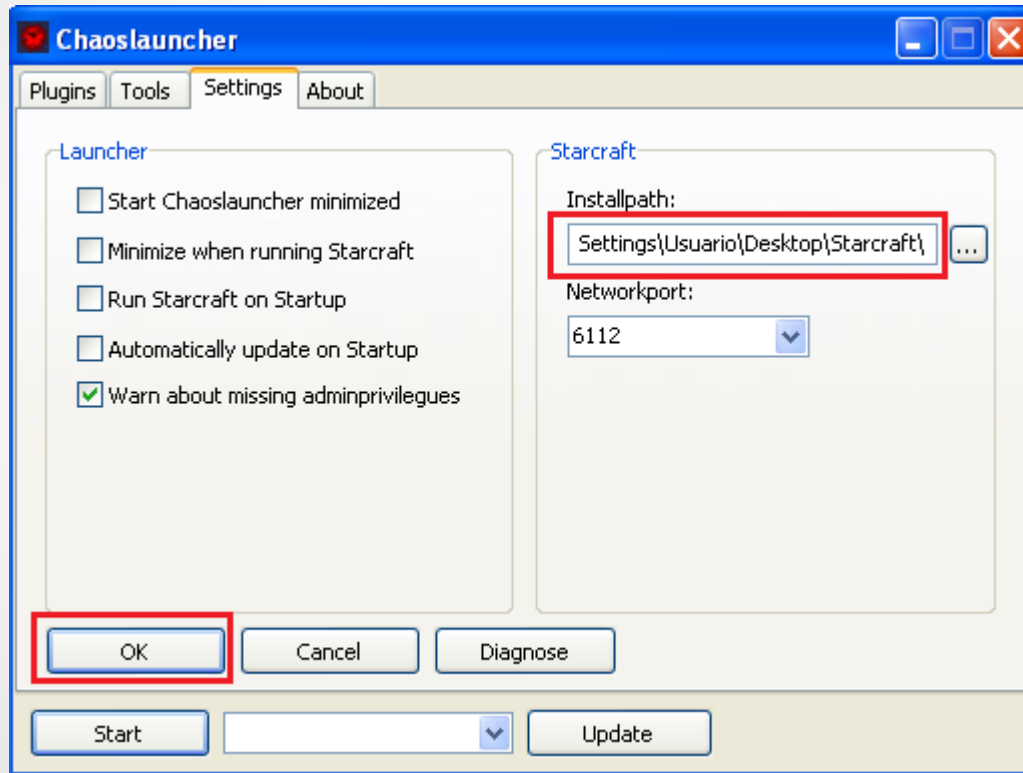 Chaoslauncher
Plugins Tools Settings About
Launcher
Start Chaoslauncher minimized
Minimize when running Starcraft
Run Starcraft on Startup
Automatically update on Startup
Warn about missing adminprivilegues
Starcraft
Installpath:
Settings\Usuario\Desktop\Starcraft\
...
Networkport:
6112
OK Cancel Diagnose
Start Update